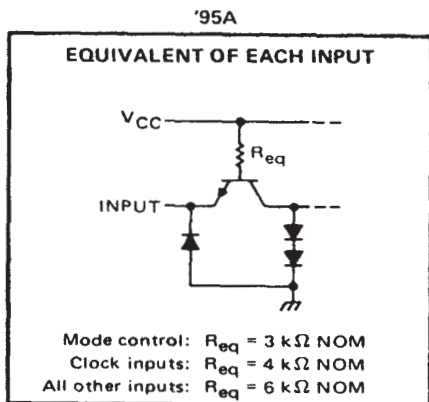 '95A
EQUIVALENT OF EACH INPUT
VCC
Req
INPUT
Mode control: Req = 3 kΩ NOM
Clock inputs: Req = 4 kΩ NOM
All other inputs: Req = 6 kΩ NOM